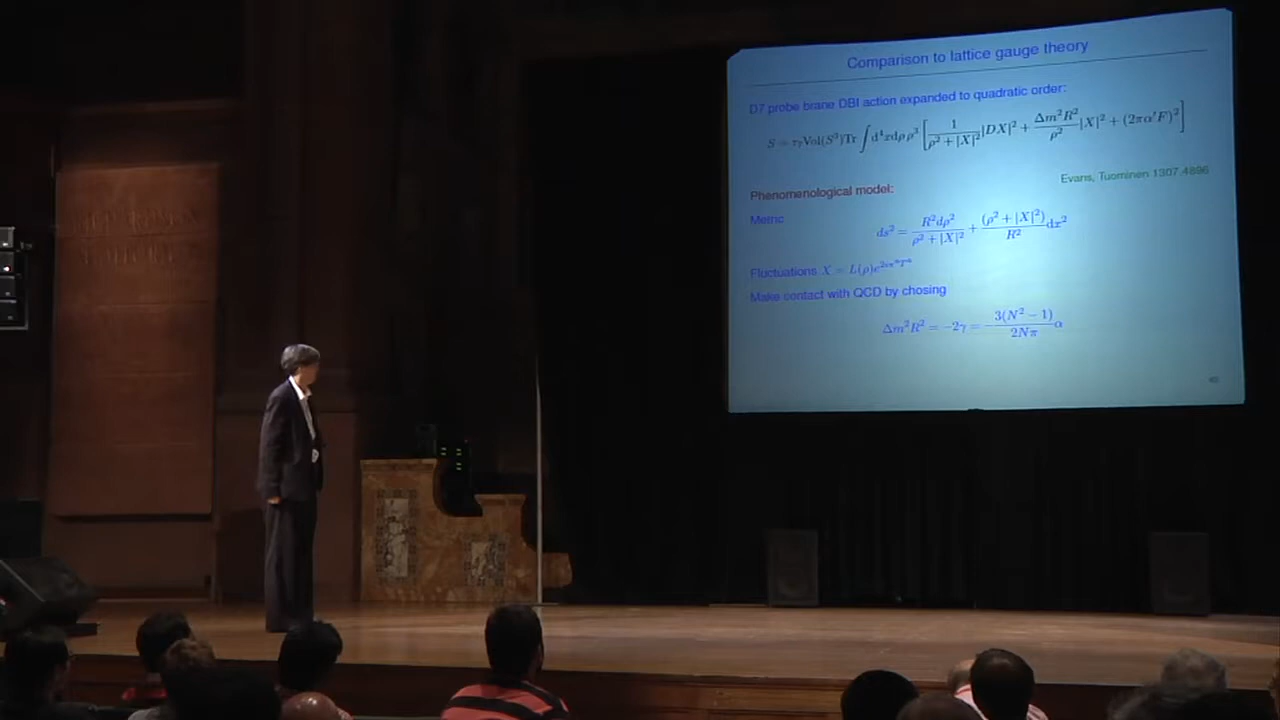 Comparison to lattice gauge theory
D7 probe brane DBI action expanded to quadratic order:
S = τ₇Vol(S³)Tr ∫ d⁴xdρ ρ³ [ 1/(ρ² + |X|²) |DX|² + Δm²R²/ρ² |X|² + (2πα′F)² ]
Evans, Tuominen 1307.4896
Phenomenological model:
Metric
ds² = R²dρ²/(ρ² + |X|²) + (ρ² + |X|²)/R² dx²
Fluctuations X = L(ρ)
Make contact with QCD by chosing
Δm²R² = −2γ = −3(N² − 1)/2Nπ α